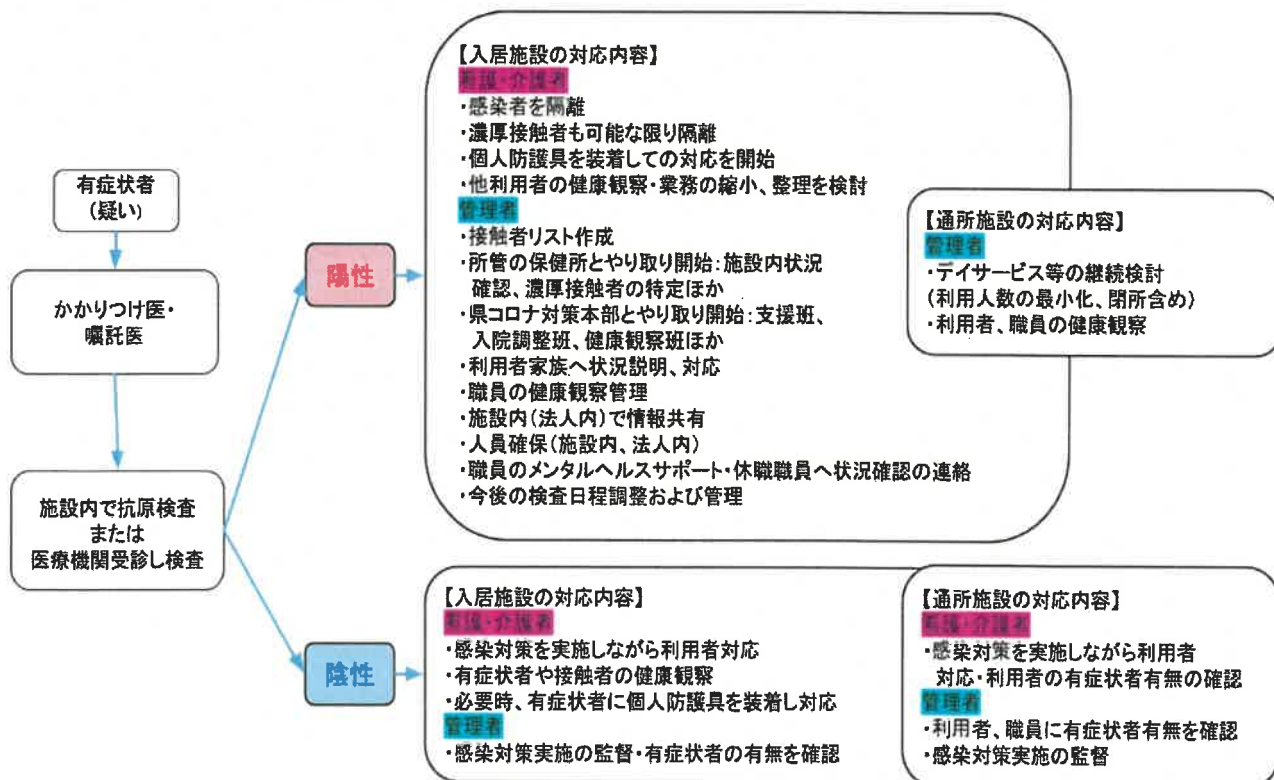 有症状者
(疑い)
かかりつけ医・
嘱託医
施設内で抗原検査
または
医療機関受診し検査
陽性
【入居施設の対応内容】
看護・介護者
・感染者を隔離
・濃厚接触者も可能な限り隔離
・個人防護具を装着しての対応を開始
・他利用者の健康観察・業務の縮小、整理を検討
管理者
・接触者リスト作成
・所管の保健所とやり取り開始:施設内状況
確認、濃厚接触者の特定ほか
・県コロナ対策本部とやり取り開始:支援班、
入院調整班、健康観察班ほか
・利用者家族へ状況説明、対応
・職員の健康観察管理
・施設内(法人内)で情報共有
・人員確保(施設内、法人内)
・職員のメンタルヘルスサポート・休職職員へ状況確認の連絡
・今後の検査日程調整および管理
【通所施設の対応内容】
管理者
・デイサービス等の継続検討
(利用人数の最小化、閉所含め)
・利用者、職員の健康観察
陰性
【入居施設の対応内容】
看護・介護者
・感染対策を実施しながら利用者対応
・有症状者や接触者の健康観察
・必要時、有症状者に個人防護具を装着し対応
管理者
・感染対策実施の監督・有症状者の有無を確認
【通所施設の対応内容】
看護・介護者
・感染対策を実施しながら利用者
対応・利用者の有症状者有無の確認
管理者
・利用者、職員に有症状者有無を確認
・感染対策実施の監督